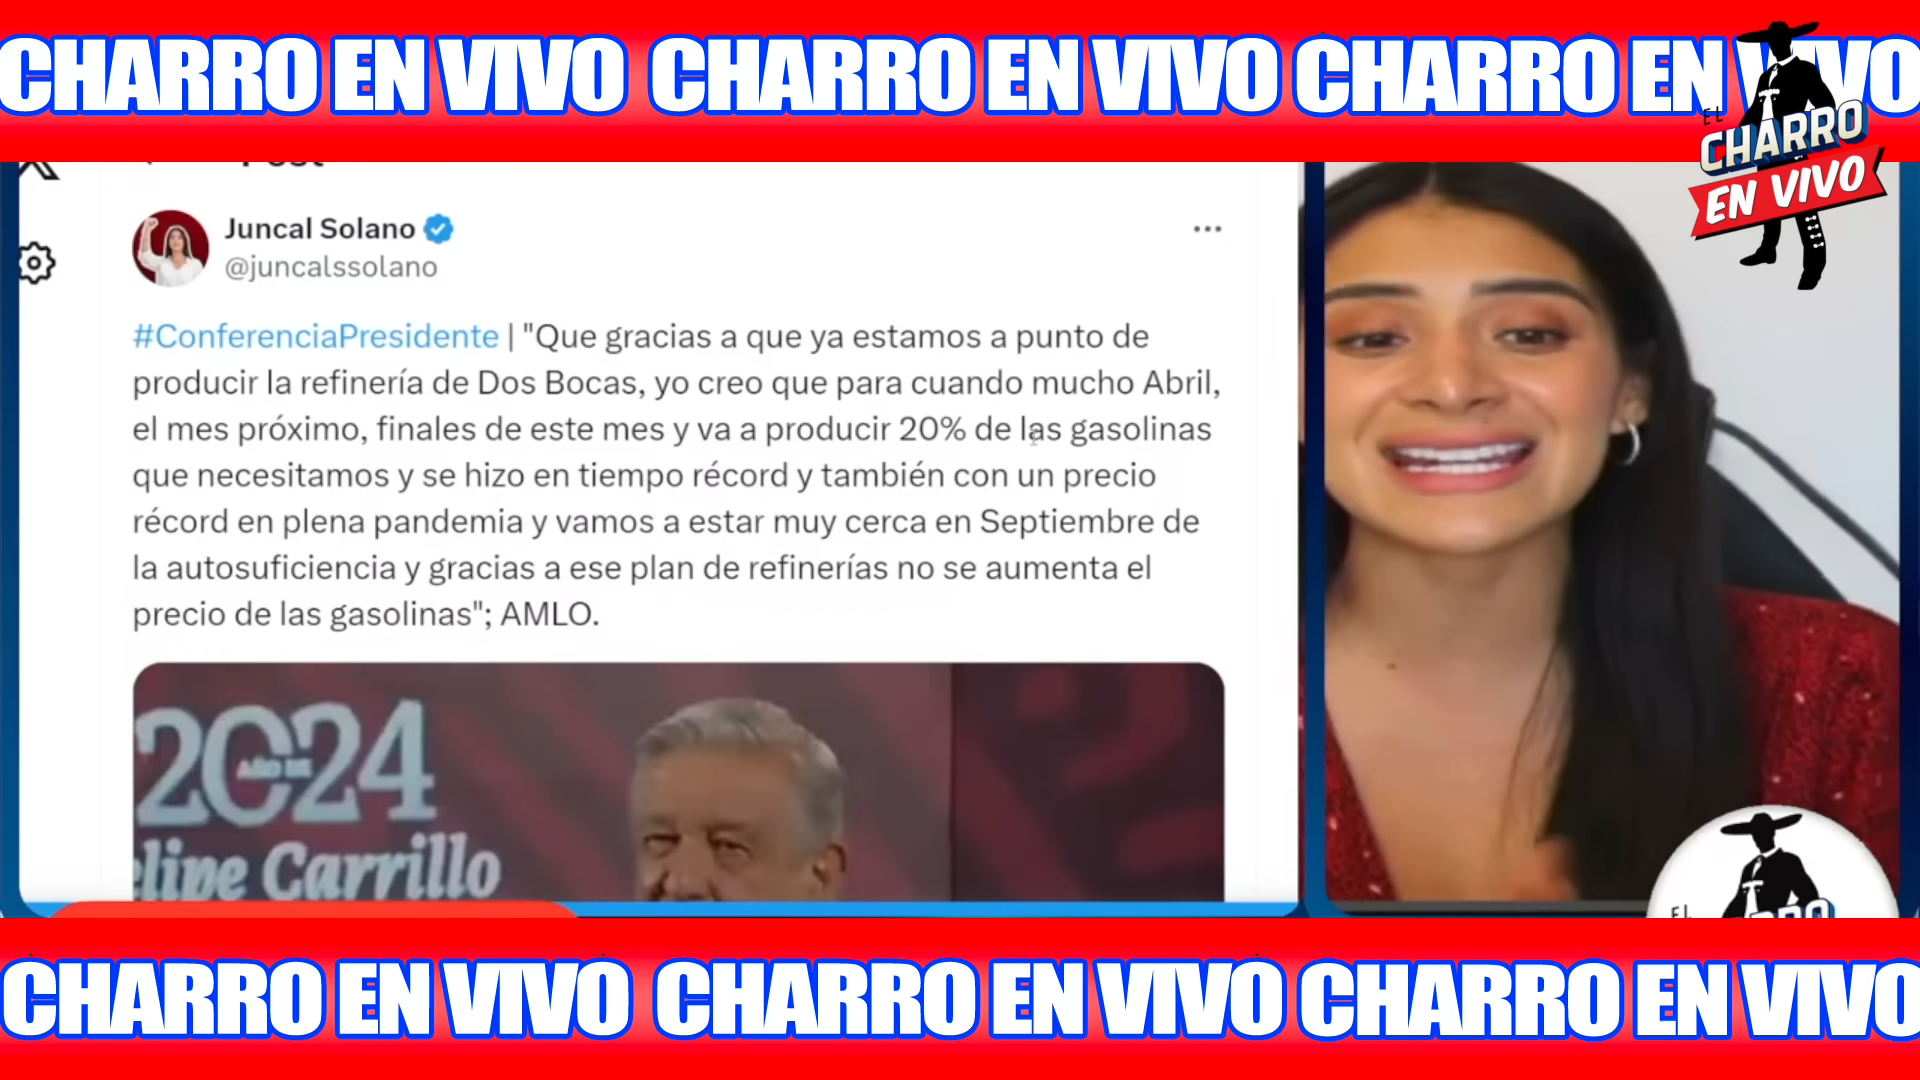 CHARRO EN VIVO CHARRO EN VIVO CHARRO EN VIVO
EL
CHARRO
EN VIVO
Post
Juncal Solano
@juncalssolano
#ConferenciaPresidente | "Que gracias a que ya estamos a punto de
producir la refinería de Dos Bocas, yo creo que para cuando mucho Abril,
el mes próximo, finales de este mes y va a producir 20% de las gasolinas
que necesitamos y se hizo en tiempo récord y también con un precio
récord en plena pandemia y vamos a estar muy cerca en Septiembre de
la autosuficiencia y gracias a ese plan de refinerías no se aumenta el
precio de las gasolinas"; AMLO.
2024
AÑO DE
elipe Carrillo
EL
CHARRO EN VIVO CHARRO EN VIVO CHARRO EN VIVO